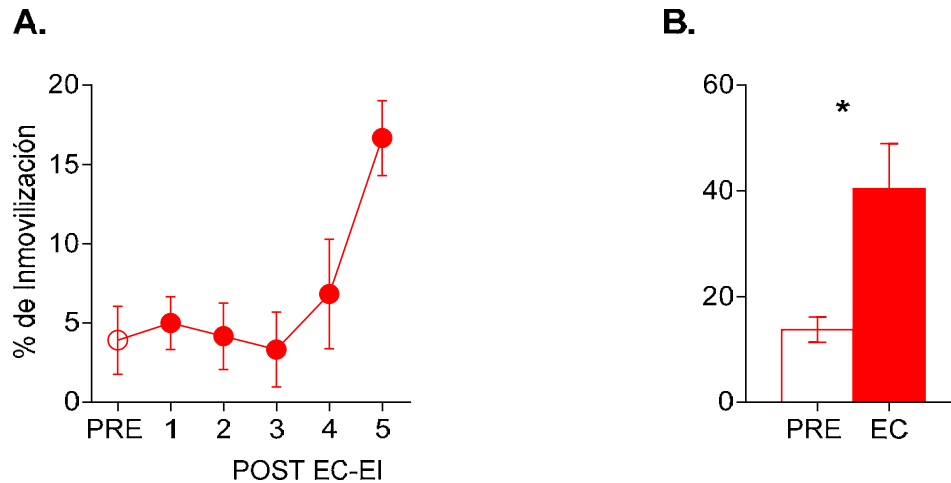 A.
% de Inmovilización
20
15
10
5
0
PRE 1 2 3 4 5
POST EC-EI
B.
60
40
20
0
*
PRE EC